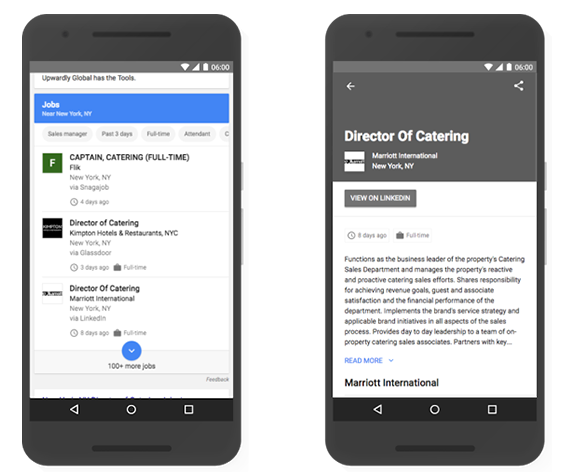 06:00
Upwardly Global has the Tools.
Jobs
Near New York, NY
Sales manager Past 3 days Full-time Attendant C
F
CAPTAIN, CATERING (FULL-TIME)
Flik
New York, NY
via Snagajob
4 days ago
KIMPTON
Director of Catering
Kimpton Hotels & Restaurants, NYC
New York, NY
via Glassdoor
3 days ago Full-time
Director Of Catering
Marriott International
New York, NY
via LinkedIn
8 days ago Full-time
100+ more jobs
Feedback
06:00
Director Of Catering
Marriott International
New York, NY
VIEW ON LINKEDIN
8 days ago Full-time
Functions as the business leader of the property's Catering
Sales Department and manages the property's reactive
and proactive catering sales efforts. Shares responsibility
for achieving revenue goals, guest and associate
satisfaction and the financial performance of the
department. Implements the brand's service strategy and
applicable brand initiatives in all aspects of the sales
process. Provides day to day leadership to a team of on-
property catering sales associates. Partners with key...
READ MORE
Marriott International